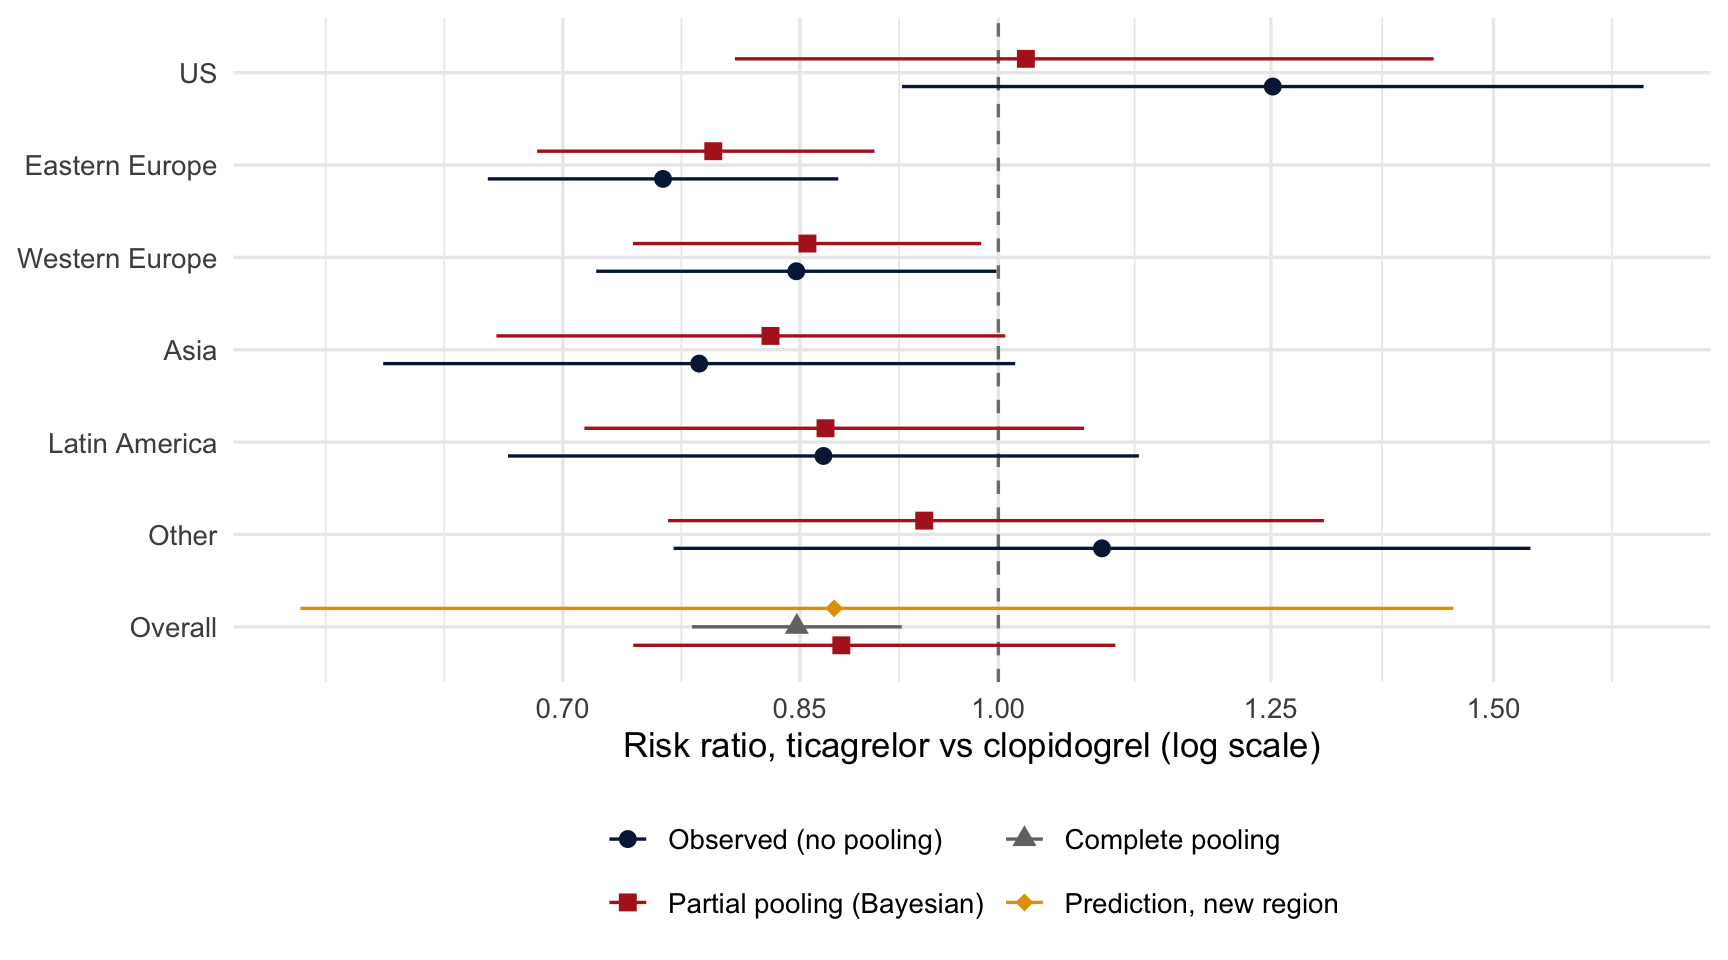 US
Eastern Europe
Western Europe
Asia
Latin America
Other
Overall
0.70 0.85 1.00 1.25 1.50
Risk ratio, ticagrelor vs clopidogrel (log scale)
Observed (no pooling) Complete pooling
Partial pooling (Bayesian) Prediction, new region